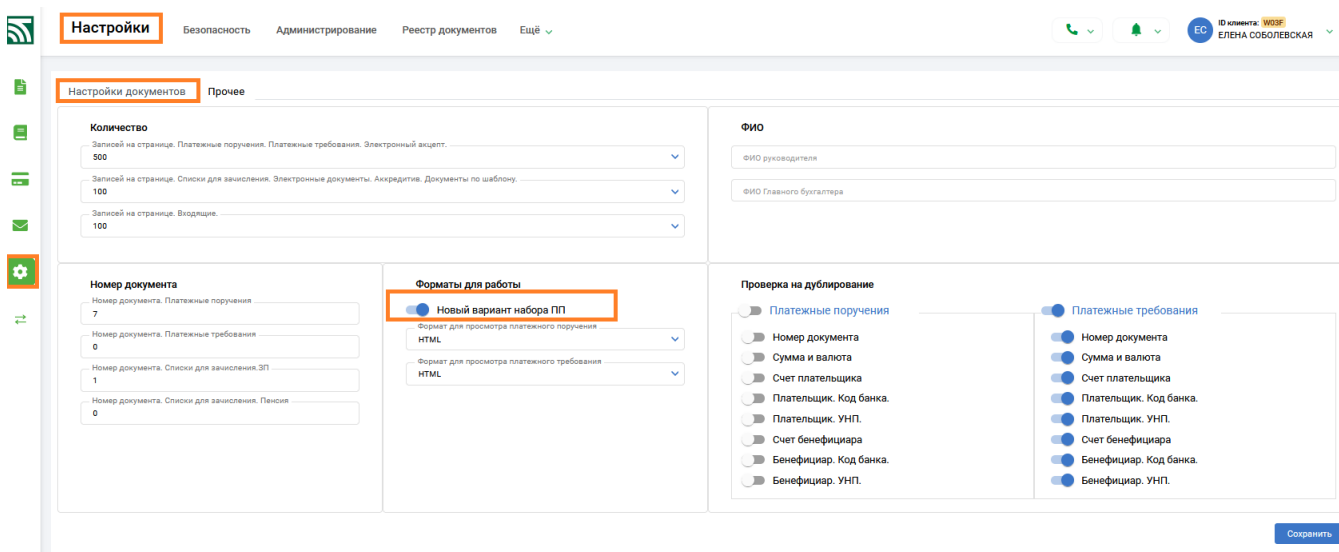 Настройки
Безопасность
Администрирование
Реестр документов
Ещё
EC
ID клиента: W03F
ЕЛЕНА СОБОЛЕВСКАЯ
Настройки документов
Прочее
Количество
Записей на странице. Платежные поручения. Платежные требования. Электронный акцепт.
500
Записей на странице. Списки для зачисления. Электронные документы. Аккредитив. Документы по шаблону.
100
Записей на странице. Входящие.
100
ФИО
ФИО руководителя
ФИО Главного бухгалтера
Номер документа
Номер документа. Платежные поручения
7
Номер документа. Платежные требования
0
Номер документа. Списки для зачисления.ЗП
1
Номер документа. Списки для зачисления. Пенсия
0
Форматы для работы
Новый вариант набора ПП
Формат для просмотра платежного поручения
HTML
Формат для просмотра платежного требования
HTML
Проверка на дублирование
Платежные поручения
Номер документа
Сумма и валюта
Счет плательщика
Плательщик. Код банка.
Плательщик. УНП.
Счет бенефициара
Бенефициар. Код банка.
Бенефициар. УНП.
Платежные требования
Номер документа
Сумма и валюта
Счет плательщика
Плательщик. Код банка.
Плательщик. УНП.
Счет бенефициара
Бенефициар. Код банка.
Бенефициар. УНП.
Сохранить